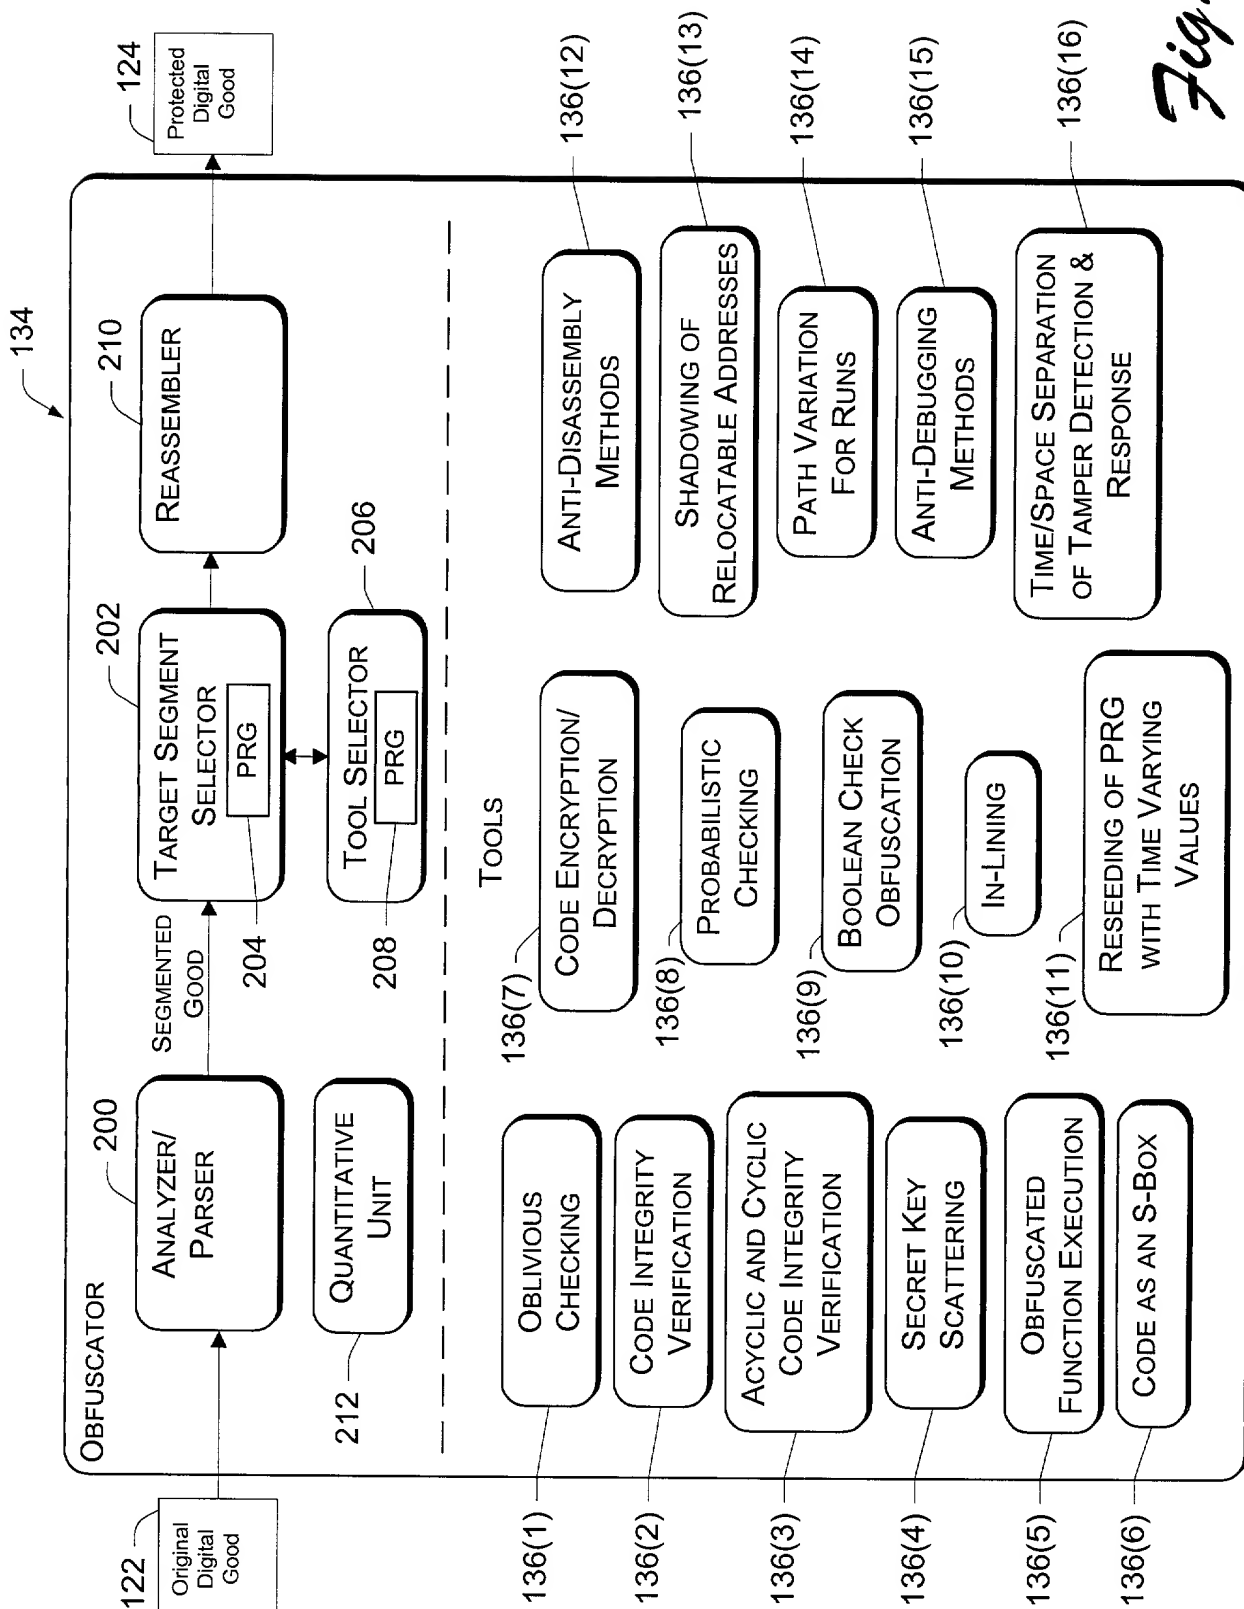 134
OBFUSCATOR
122
Original
Digital
Good
200
ANALYZER/
PARSER
SEGMENTED
GOOD
202
TARGET SEGMENT
SELECTOR
PRG
204
206
TOOL SELECTOR
PRG
208
210
REASSEMBLER
124
Protected
Digital
Good
212
QUANTITATIVE
UNIT
TOOLS
136(1)
OBLIVIOUS
CHECKING
136(2)
CODE INTEGRITY
VERIFICATION
136(3)
ACYCLIC AND CYCLIC
CODE INTEGRITY
VERIFICATION
136(4)
SECRET KEY
SCATTERING
136(5)
OBFUSCATED
FUNCTION EXECUTION
136(6)
CODE AS AN S-BOX
136(7)
CODE ENCRYPTION/
DECRYPTION
136(8)
PROBABILISTIC
CHECKING
136(9)
BOOLEAN CHECK
OBFUSCATION
136(10)
IN-LINING
136(11)
RESEEDING OF PRG
WITH TIME VARYING
VALUES
136(12)
ANTI-DISASSEMBLY
METHODS
136(13)
SHADOWING OF
RELOCATABLE ADDRESSES
136(14)
PATH VARIATION
FOR RUNS
136(15)
ANTI-DEBUGGING
METHODS
136(16)
TIME/SPACE SEPARATION
OF TAMPER DETECTION &
RESPONSE
Fig.